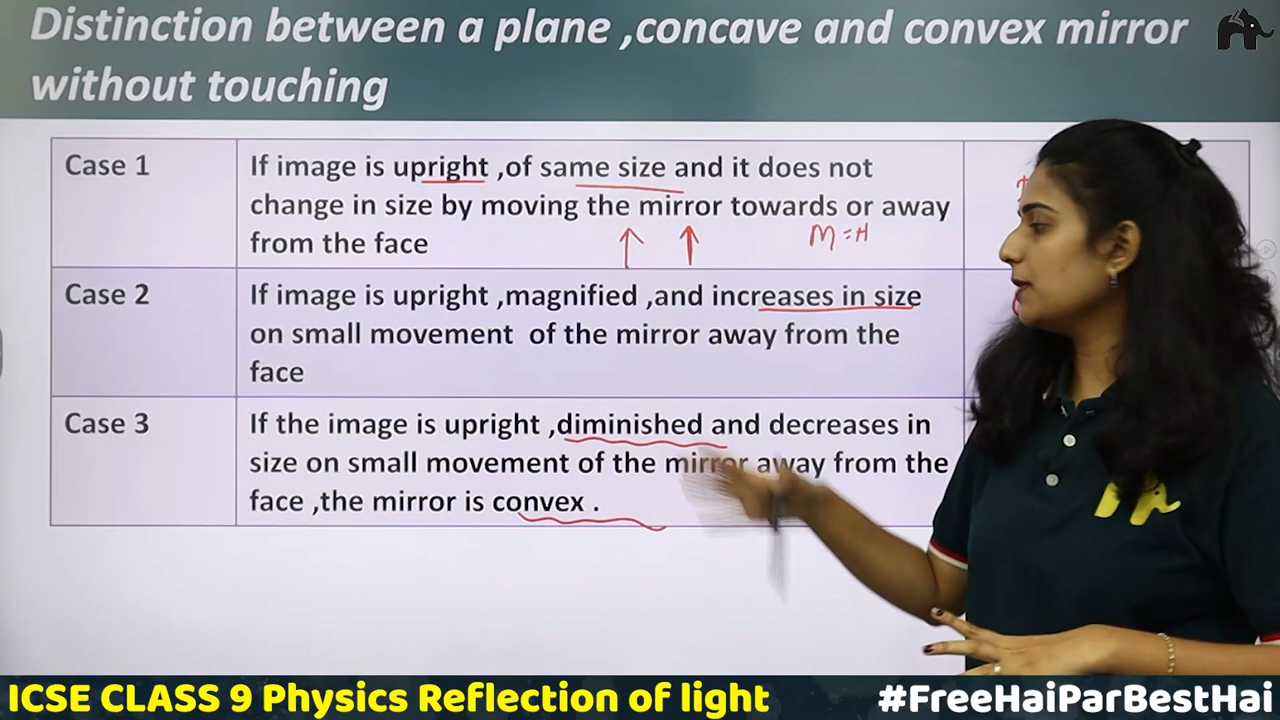 Distinction between a plane ,concave and convex mirror
without touching
Case 1
If image is upright ,of same size and it does not
change in size by moving the mirror towards or away
from the face
M = H
Case 2
If image is upright ,magnified ,and increases in size
on small movement of the mirror away from the
face
Case 3
If the image is upright ,diminished and decreases in
size on small movement of the mirror away from the
face ,the mirror is convex .
ICSE CLASS 9 Physics Reflection of light
#FreeHaiParBestHai